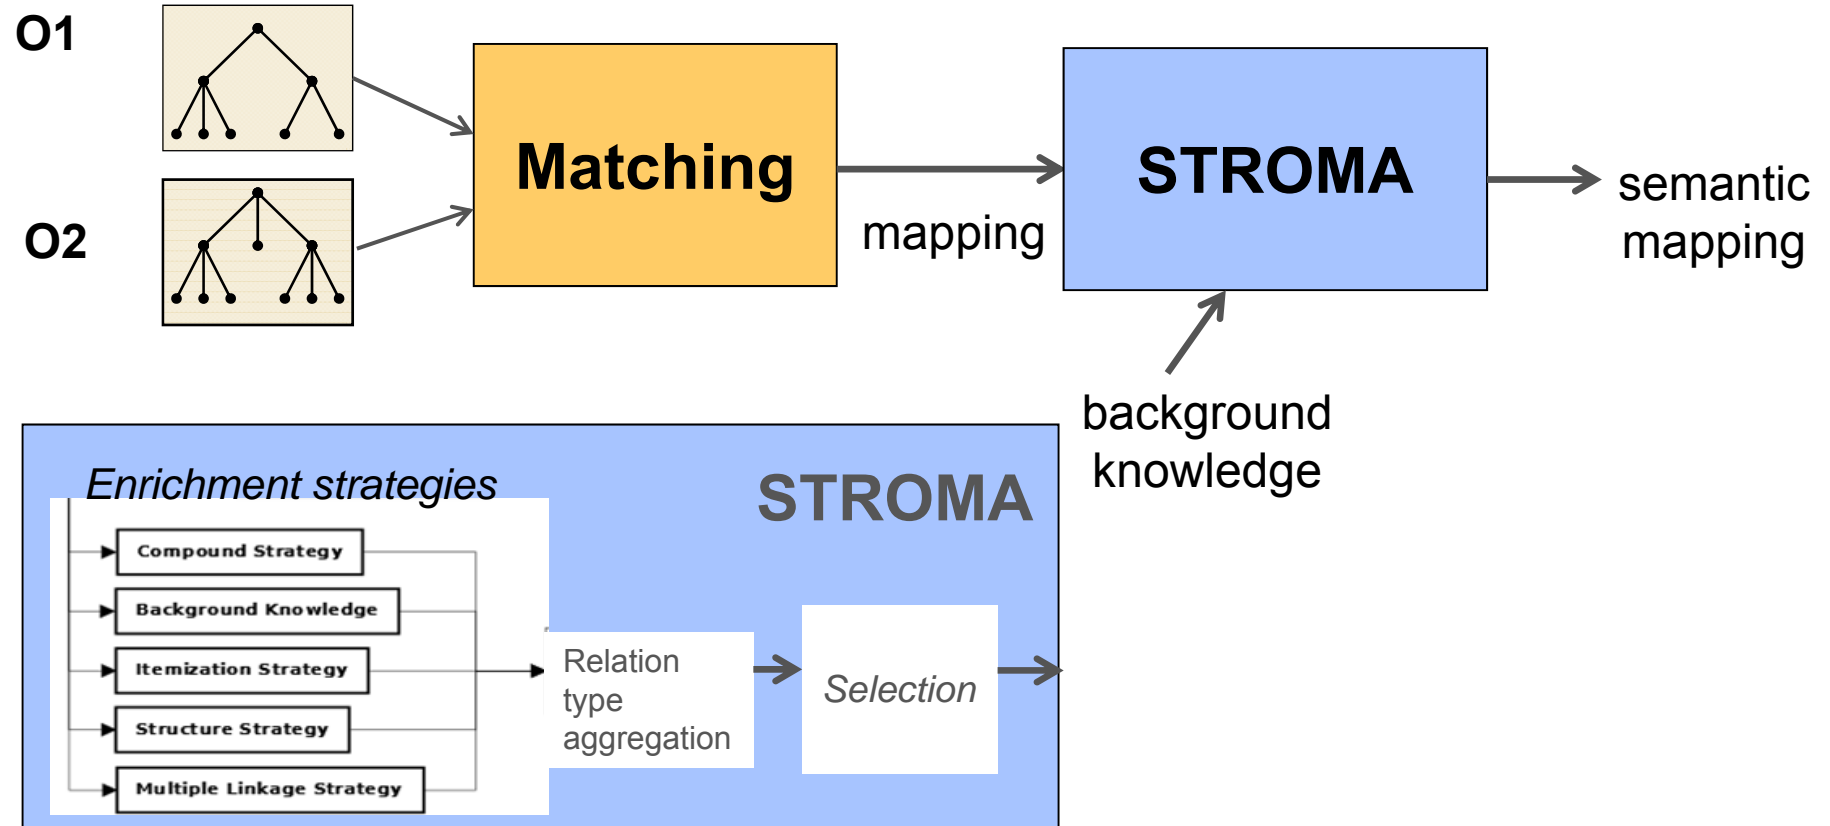 O1
O2
Matching
mapping
STROMA
semantic
mapping
background
knowledge
Enrichment strategies
STROMA
Compound Strategy
Background Knowledge
Itemization Strategy
Structure Strategy
Multiple Linkage Strategy
Relation
type
aggregation
Selection